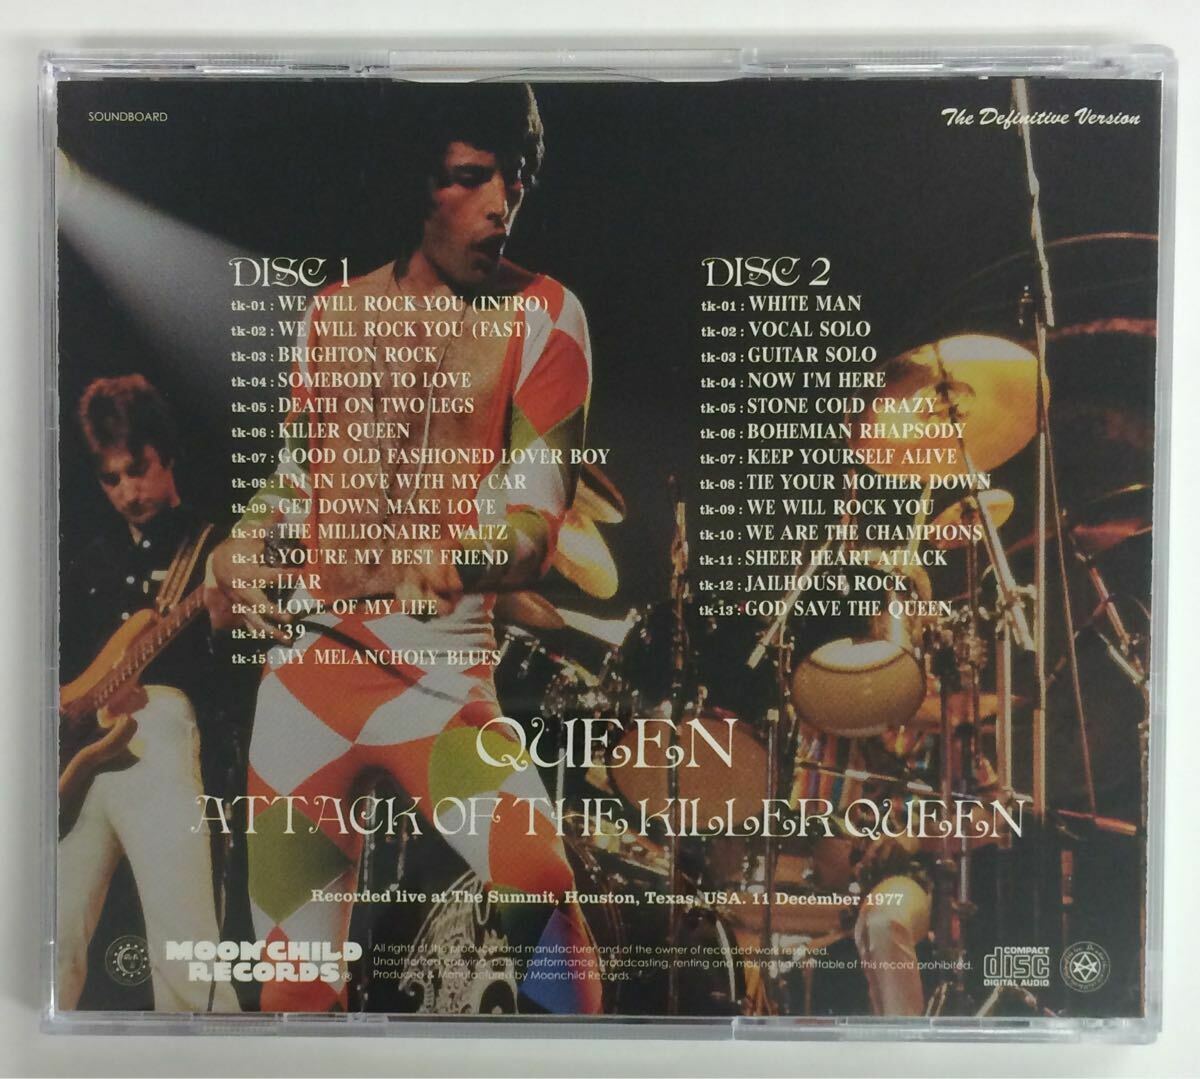 SOUNDBOARD
The Definitive Version
DISC 1
tk-01 : WE WILL ROCK YOU (INTRO)
tk-02 : WE WILL ROCK YOU (FAST)
tk-03 : BRIGHTON ROCK
tk-04 : SOMEBODY TO LOVE
tk-05 : DEATH ON TWO LEGS
tk-06 : KILLER QUEEN
tk-07 : GOOD OLD FASHIONED LOVER BOY
tk-08 : I'M IN LOVE WITH MY CAR
tk-09 : GET DOWN MAKE LOVE
tk-10 : THE MILLIONAIRE WALTZ
tk-11 : YOU'RE MY BEST FRIEND
tk-12 : LIAR
tk-13 : LOVE OF MY LIFE
tk-14 : '39
tk-15 : MY MELANCHOLY BLUES
DISC 2
tk-01 : WHITE MAN
tk-02 : VOCAL SOLO
tk-03 : GUITAR SOLO
tk-04 : NOW I'M HERE
tk-05 : STONE COLD CRAZY
tk-06 : BOHEMIAN RHAPSODY
tk-07 : KEEP YOURSELF ALIVE
tk-08 : TIE YOUR MOTHER DOWN
tk-09 : WE WILL ROCK YOU
tk-10 : WE ARE THE CHAMPIONS
tk-11 : SHEER HEART ATTACK
tk-12 : JAILHOUSE ROCK
tk-13 : GOD SAVE THE QUEEN
QUEEN
ATTACK OF THE KILLER QUEEN
Recorded live at The Summit, Houston, Texas, USA. 11 December 1977
MOONCHILD
RECORDS®
All rights of the producer and manufacturer and of the owner of recorded work reserved.
Unauthorized copying, public performance, broadcasting, renting and making transmittable of this record prohibited.
Produced & Manufactured by Moonchild Records.
COMPACT
disc
DIGITAL AUDIO